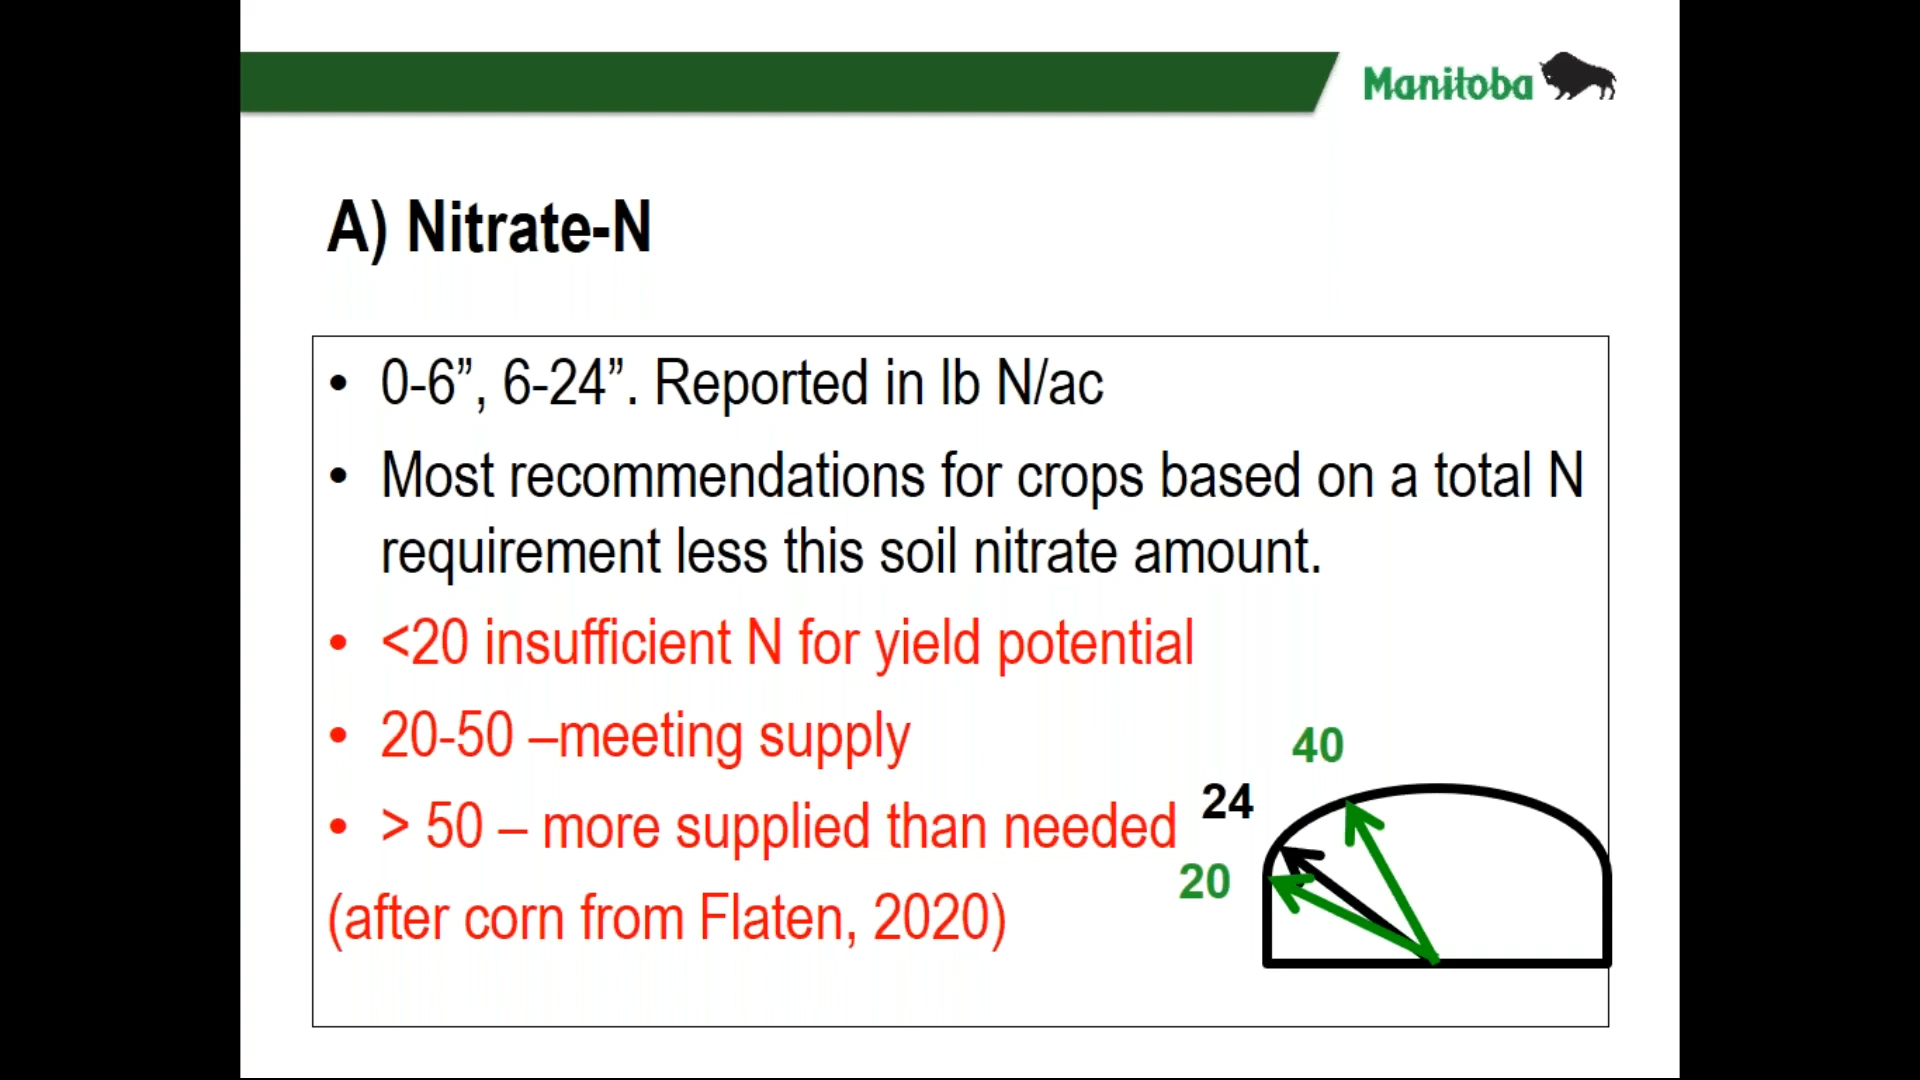 Manitoba
A) Nitrate-N
• 0-6”, 6-24”. Reported in lb N/ac
• Most recommendations for crops based on a total N
requirement less this soil nitrate amount.
• <20 insufficient N for yield potential
• 20-50 –meeting supply
• > 50 – more supplied than needed
(after corn from Flaten, 2020)
40
24
20